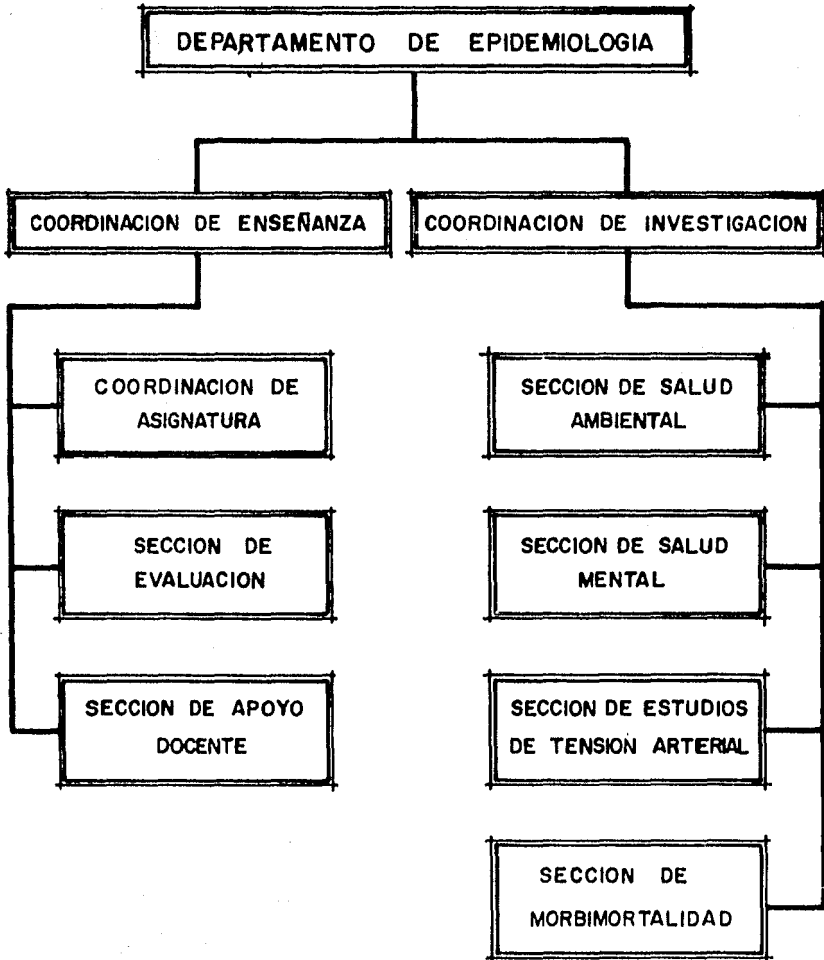 DEPARTAMENTO DE EPIDEMIOLOGIA
COORDINACION DE ENSEÑANZA
COORDINACION DE INVESTIGACION
COORDINACION DE
ASIGNATURA
SECCION DE
EVALUACION
SECCION DE APOYO
DOCENTE
SECCION DE SALUD
AMBIENTAL
SECCION DE SALUD
MENTAL
SECCION DE ESTUDIOS
DE TENSION ARTERIAL
SECCION DE
MORBIMORTALIDAD